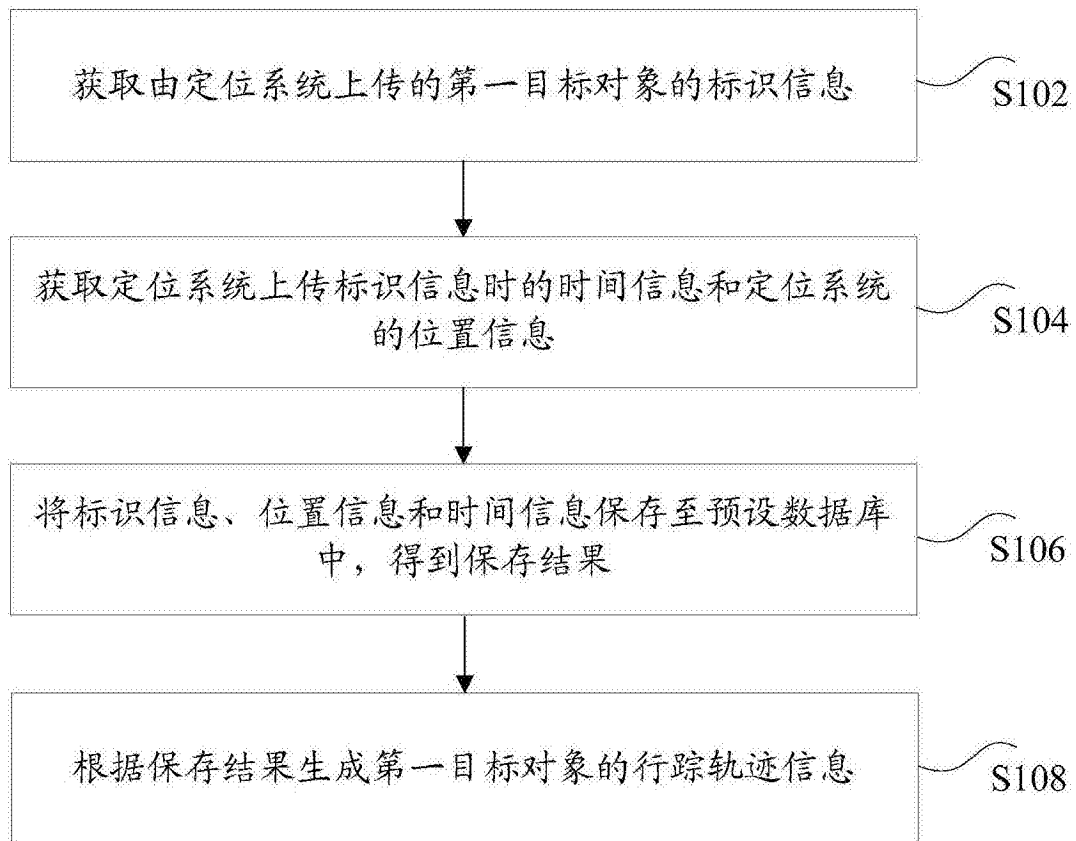 获取由定位系统上传的第一目标对象的标识信息
S102
获取定位系统上传标识信息时的时间信息和定位系统
的位置信息
S104
将标识信息、位置信息和时间信息保存至预设数据库
中，得到保存结果
S106
根据保存结果生成第一目标对象的行踪轨迹信息
S108